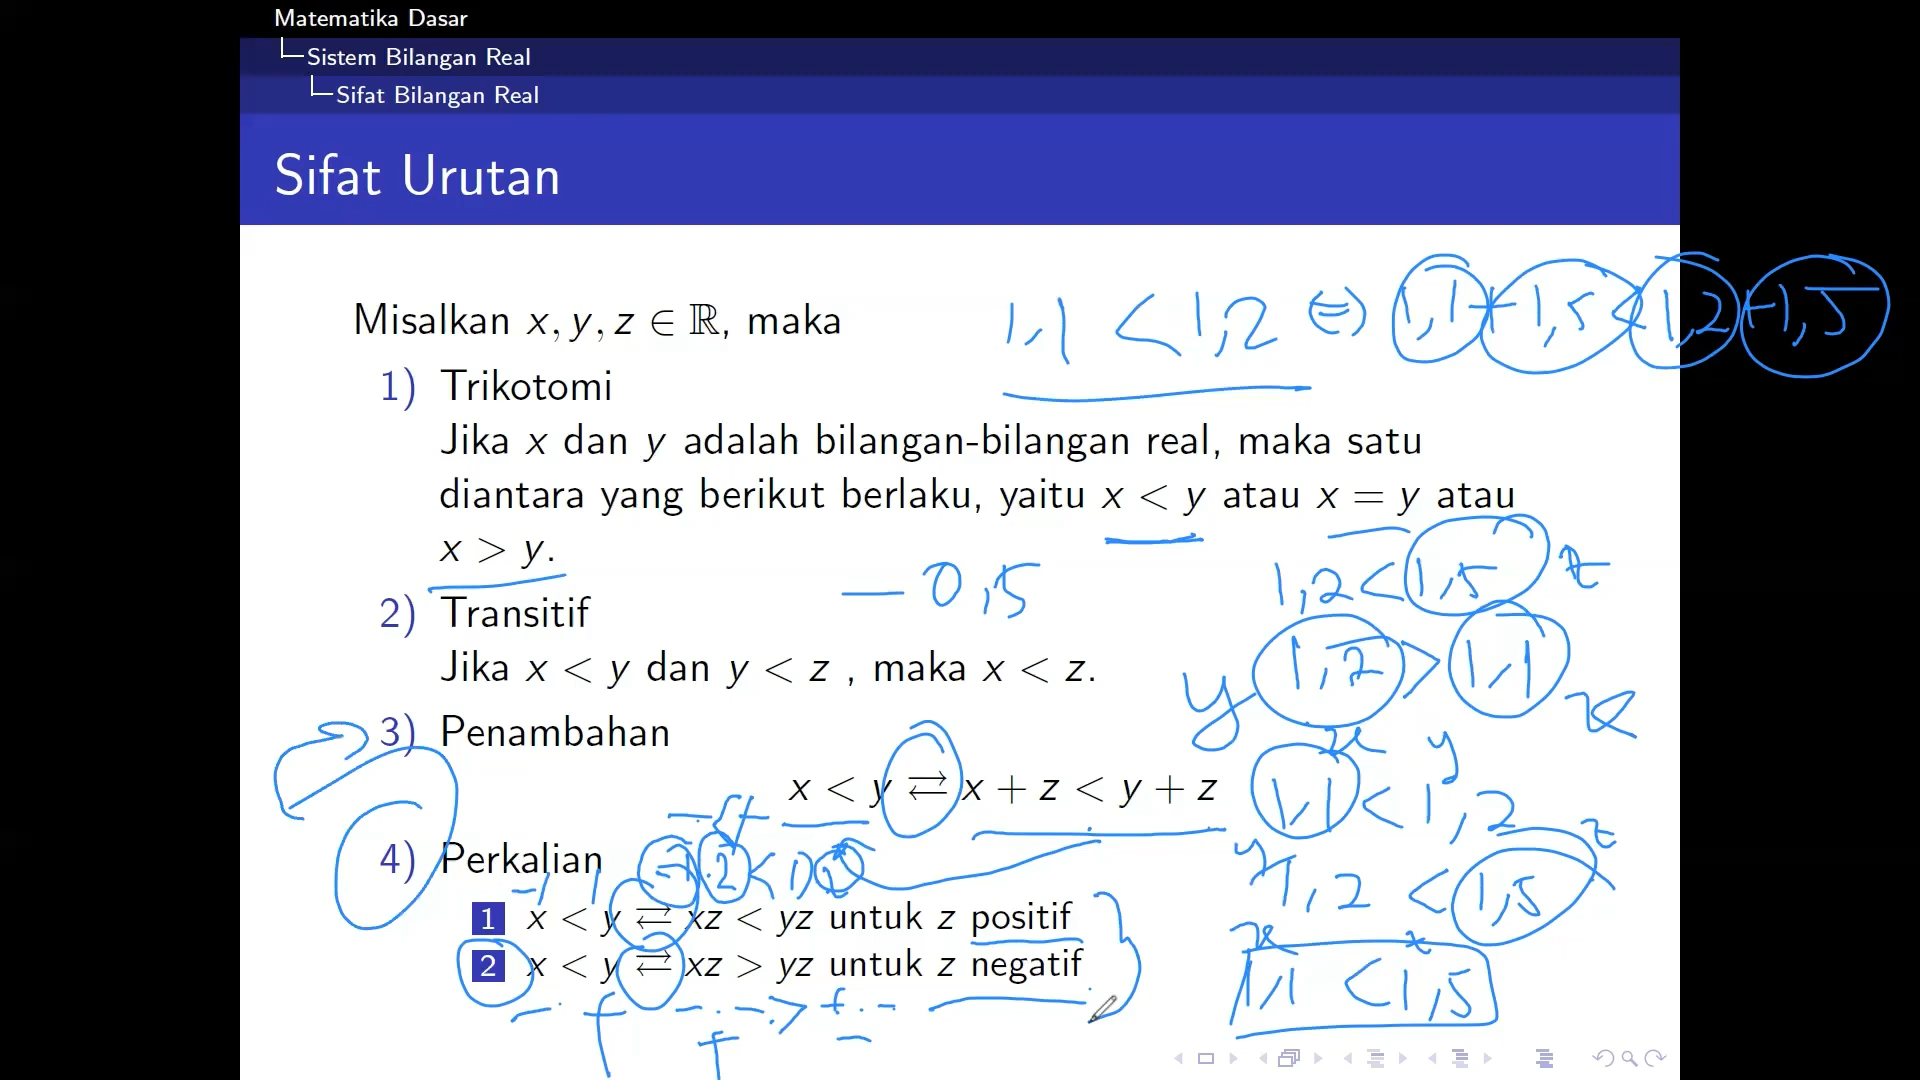 Matematika Dasar
Sistem Bilangan Real
Sifat Bilangan Real
Sifat Urutan
Misalkan x, y, z ∈ ℝ, maka
1,1 < 1,2 ⇔ 1,1 + 1,5 < 1,2 + 1,5
1) Trikotomi
Jika x dan y adalah bilangan-bilangan real, maka satu
diantara yang berikut berlaku, yaitu x < y atau x = y atau
x > y.
− 0,5
1,2 < 1,5 z
2) Transitif
y 1,2 > 1,1 x
Jika x < y dan y < z , maka x < z.
3) Penambahan
x y
x < y ⇄ x + z < y + z
1,1 < 1,2
4) Perkalian
y z
1,2 < 1,5
-1 1
1 x < y ⇄ xz < yz untuk z positif
x z
2 x < y ⇄ xz > yz untuk z negatif
1,1 < 1,5
− · − > + · −
+ −